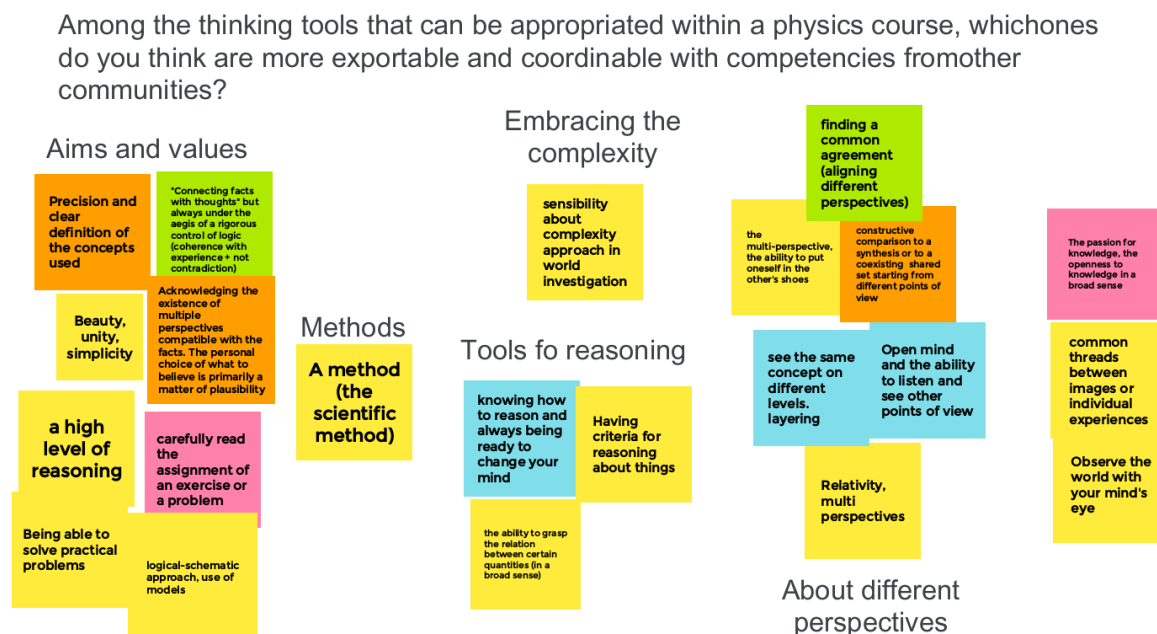 Among the thinking tools that can be appropriated within a physics course, whichones
do you think are more exportable and coordinable with competencies fromother
communities?
Aims and values
Precision and
clear
definition of
the concepts
used
"Connecting facts
with thoughts" but
always under the
aegis of a rigorous
control of logic
(coherence with
experience + not
contradiction)
Beauty,
unity,
simplicity
Acknowledging the
existence of
multiple
perspectives
compatible with the
facts. The personal
choice of what to
believe is primarily a
matter of plausibility
a high
level of
reasoning
carefully read
the
assignment of
an exercise or
a problem
Being able to
solve practical
problems
logical-schematic
approach, use of
models
Methods
A method
(the
scientific
method)
Embracing the
complexity
sensibility
about
complexity
approach in
world
investigation
Tools fo reasoning
knowing how
to reason and
always being
ready to
change your
mind
Having
criteria for
reasoning
about things
the ability to grasp
the relation
between certain
quantities (in a
broad sense)
finding a
common
agreement
(aligning
different
perspectives)
the
multi-perspective,
the ability to put
oneself in the
other's shoes
constructive
comparison to a
synthesis or to a
coexisting shared
set starting from
different points of
view
see the same
concept on
different
levels.
layering
Open mind
and the ability
to listen and
see other
points of view
Relativity,
multi
perspectives
About different
perspectives
The passion for
knowledge, the
openness to
knowledge in a
broad sense
common
threads
between
images or
individual
experiences
Observe the
world with
your mind's
eye